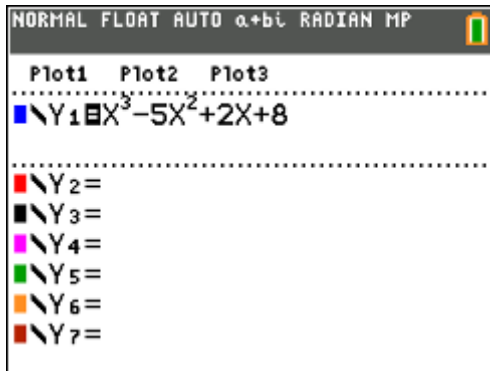 NORMAL FLOAT AUTO a+bi RADIAN MP
Plot1 Plot2 Plot3
\Y₁=X³−5X²+2X+8
\Y₂=
\Y₃=
\Y₄=
\Y₅=
\Y₆=
\Y₇=